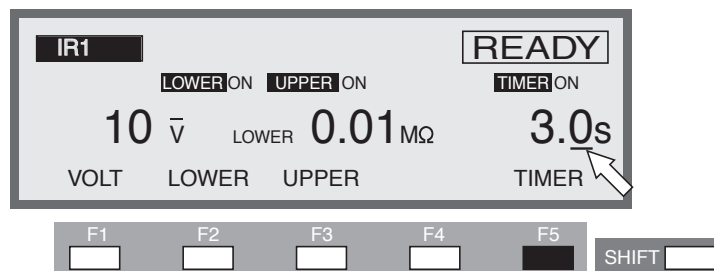 IR1 READY
LOWER ON UPPER ON TIMER ON
10 V LOWER 0.01 MΩ 3.0s
VOLT LOWER UPPER TIMER
F1 F2 F3 F4 F5
SHIFT